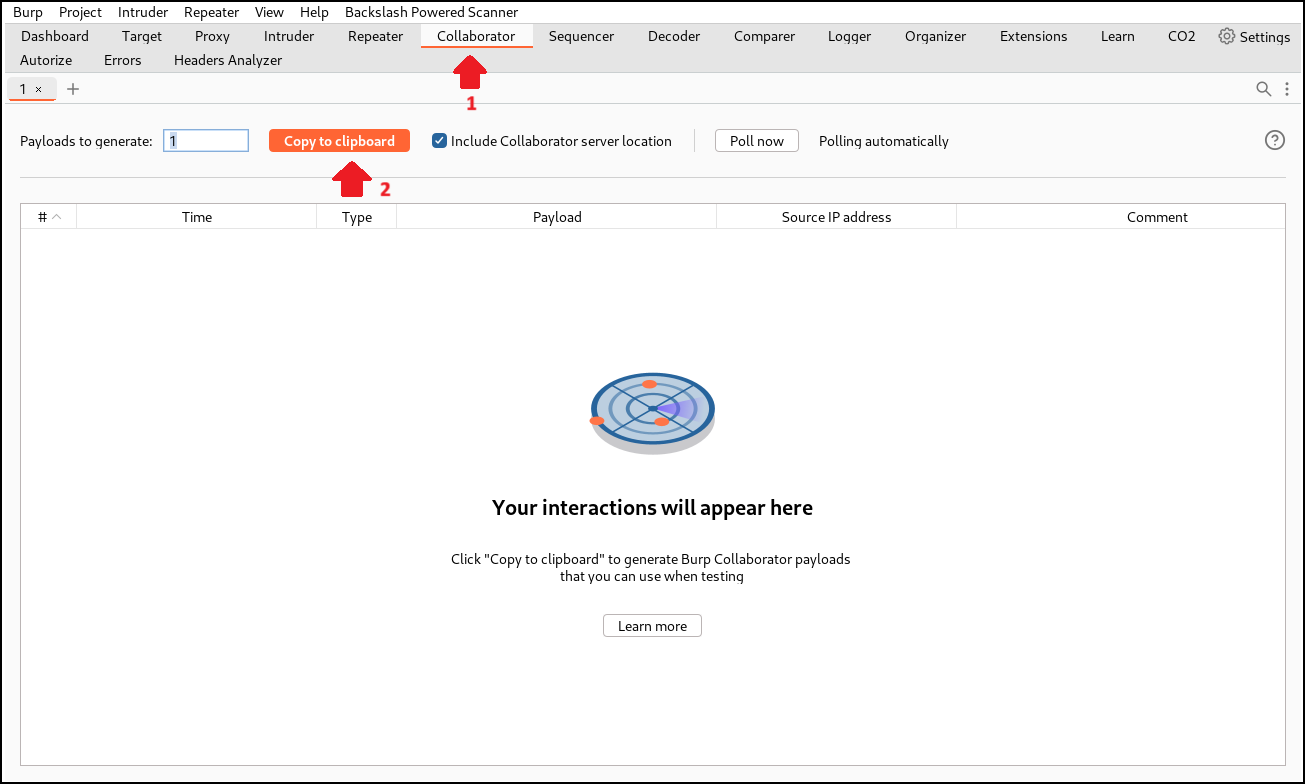 Burp Project Intruder Repeater View Help Backslash Powered Scanner
Dashboard Target Proxy Intruder Repeater Collaborator Sequencer Decoder Comparer Logger Organizer Extensions Learn CO2 Settings
Autorize Errors Headers Analyzer
1 × +
1
Payloads to generate: 1 Copy to clipboard Include Collaborator server location Poll now Polling automatically ?
2
# Time Type Payload Source IP address Comment
Your interactions will appear here
Click "Copy to clipboard" to generate Burp Collaborator payloads
that you can use when testing
Learn more